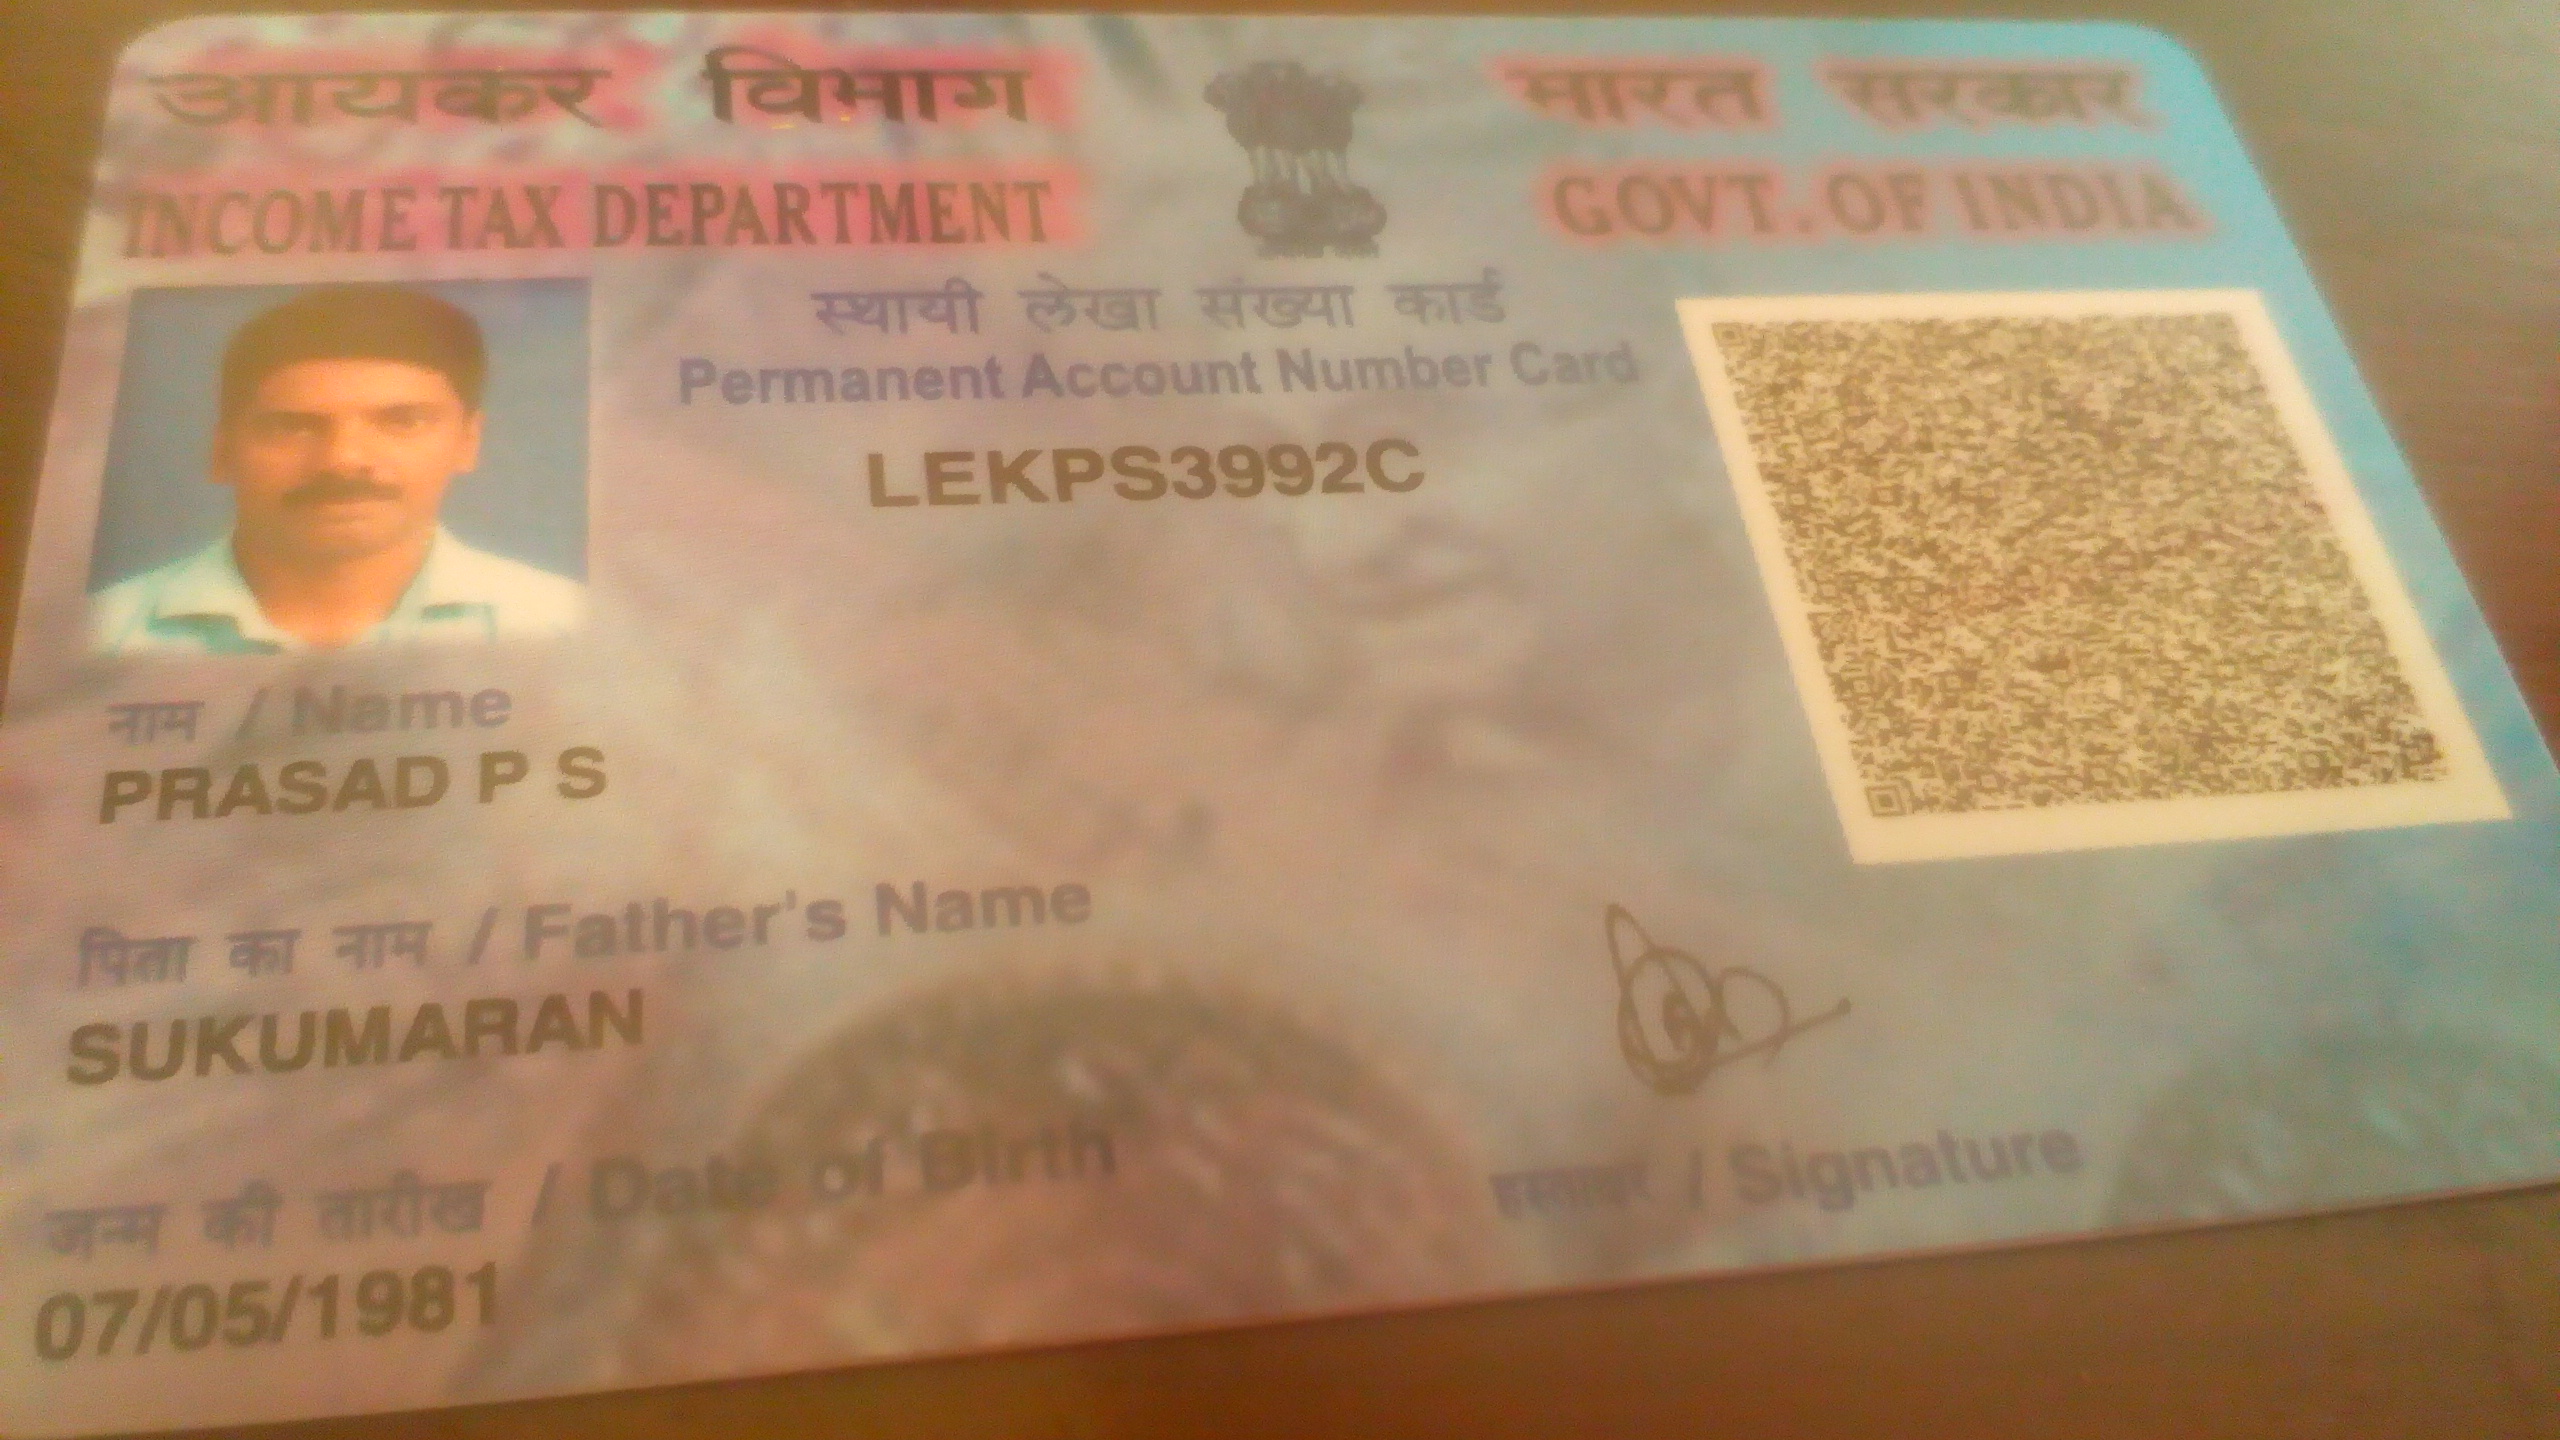 आयकर विभाग
INCOME TAX DEPARTMENT
भारत सरकार
GOVT. OF INDIA
स्थायी लेखा संख्या कार्ड
Permanent Account Number Card
LEKPS3992C
नाम / Name
PRASAD P S
पिता का नाम / Father's Name
SUKUMARAN
जन्म की तारीख / Date of Birth
07/05/1981
हस्ताक्षर / Signature